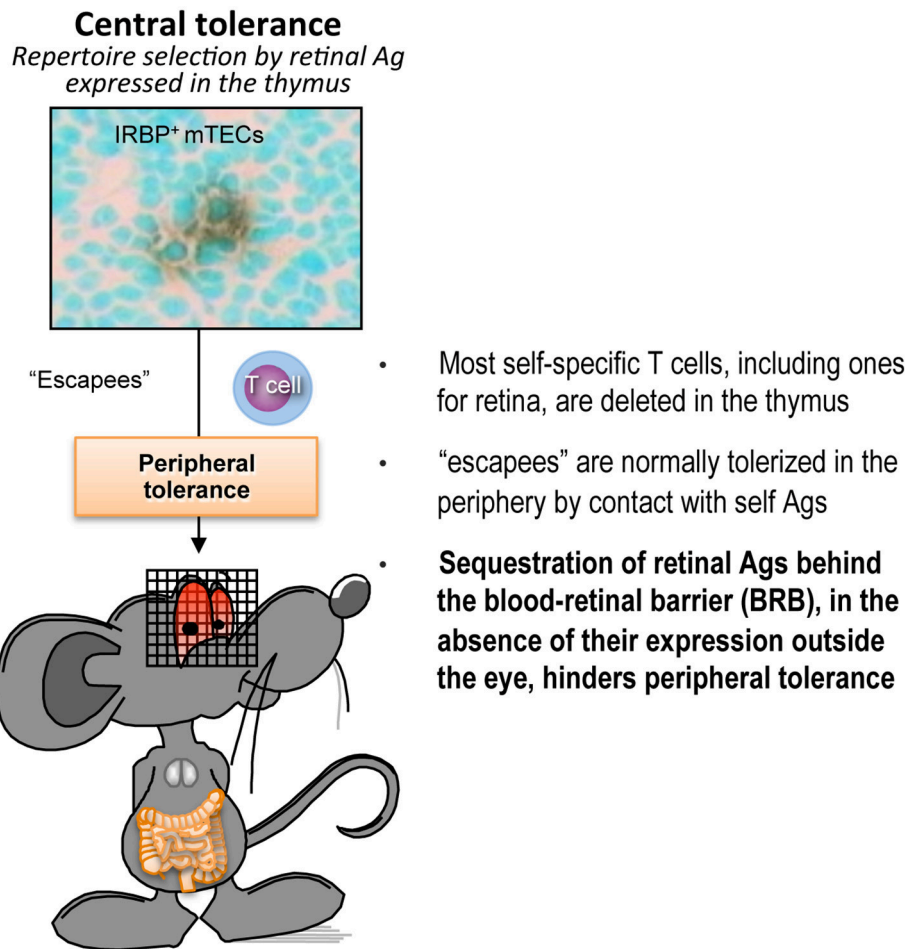 Central tolerance
Repertoire selection by retinal Ag
expressed in the thymus
IRBP⁺ mTECs
“Escapees”
T cell
Peripheral
tolerance
• Most self-specific T cells, including ones
for retina, are deleted in the thymus
• “escapees” are normally tolerized in the
periphery by contact with self Ags
• Sequestration of retinal Ags behind
the blood-retinal barrier (BRB), in the
absence of their expression outside
the eye, hinders peripheral tolerance